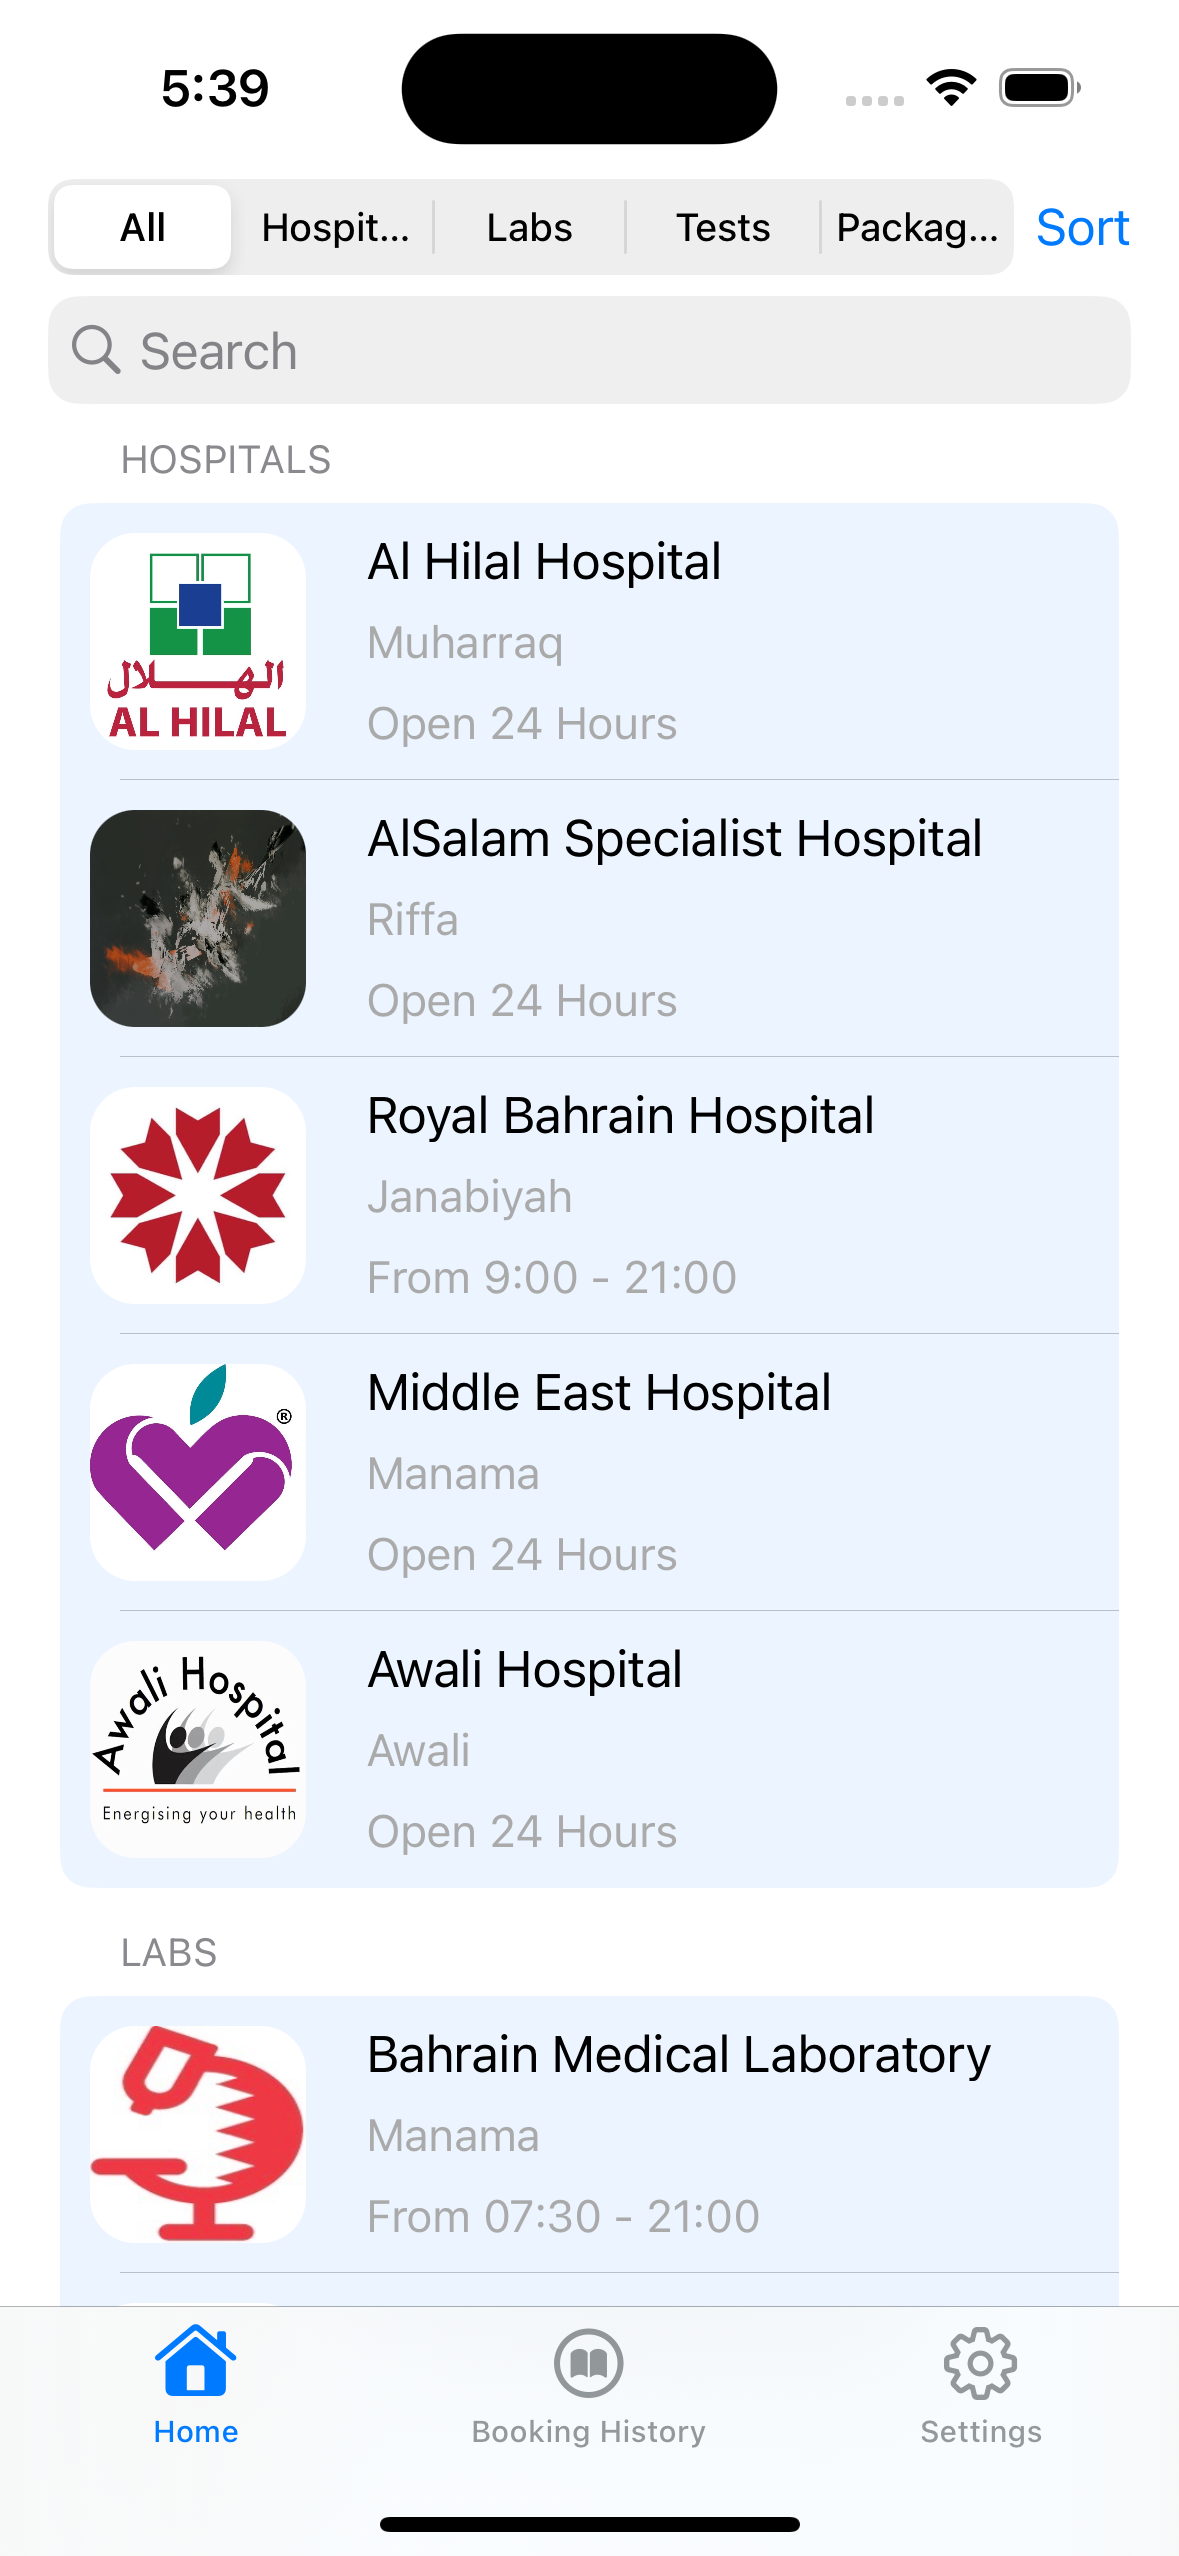 5:39
All
Hospit...
Labs
Tests
Packag...
Sort
Search
HOSPITALS
الهلال
AL HILAL
Al Hilal Hospital
Muharraq
Open 24 Hours
AlSalam Specialist Hospital
Riffa
Open 24 Hours
Royal Bahrain Hospital
Janabiyah
From 9:00 - 21:00
®
Middle East Hospital
Manama
Open 24 Hours
Awali Hospital
Energising your health
Awali Hospital
Awali
Open 24 Hours
LABS
Bahrain Medical Laboratory
Manama
From 07:30 - 21:00
Home
Booking History
Settings